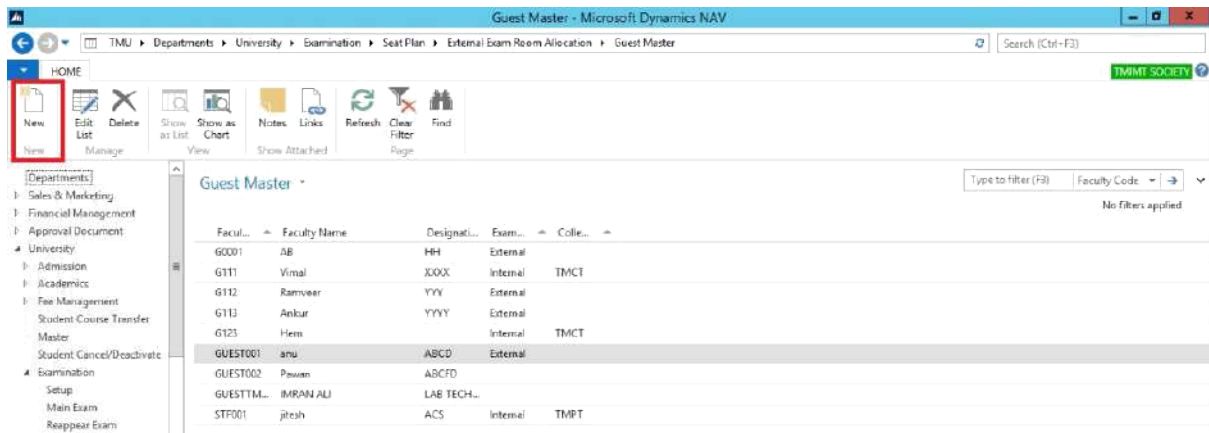 Guest Master - Microsoft Dynamics NAV
TMU Departments University Examination Seat Plan External Exam Room Allocation Guest Master
Search (Ctrl+F3)
HOME
TMIMT SOCIETY
New Edit List Delete Show as List Show as Chart Notes Links Refresh Clear Filter Find
New Manage View Show Attached Page
Departments
Sales & Marketing
Financial Management
Approval Document
University
Admission
Academics
Fee Management
Student Course Transfer
Master
Student Cancel/Deactivate
Examination
Setup
Main Exam
Reappear Exam
Guest Master
Type to filter (F3) Faculty Code
No filters applied
Facul... Faculty Name Designati... Exam... Colle...
G0001 AB HH External
G111 Vimal XXXX Internal TMCT
G112 Ramveer YYY External
G113 Ankur YYYY External
G123 Hem Internal TMCT
GUEST001 anu ABCD External
GUEST002 Pawan ABCFD
GUESTTM... IMRAN ALI LAB TECH...
STF001 jitesh ACS Internal TMPT